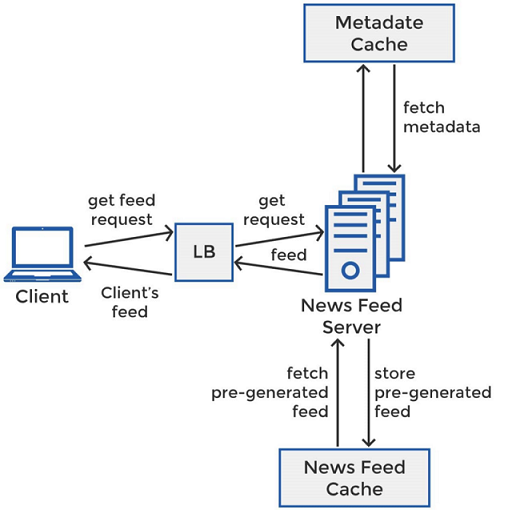 Metadate
Cache
fetch
metadata
get feed
request
get
request
LB
feed
Client
Client's
feed
News Feed
Server
fetch
pre-generated
feed
store
pre-generated
feed
News Feed
Cache